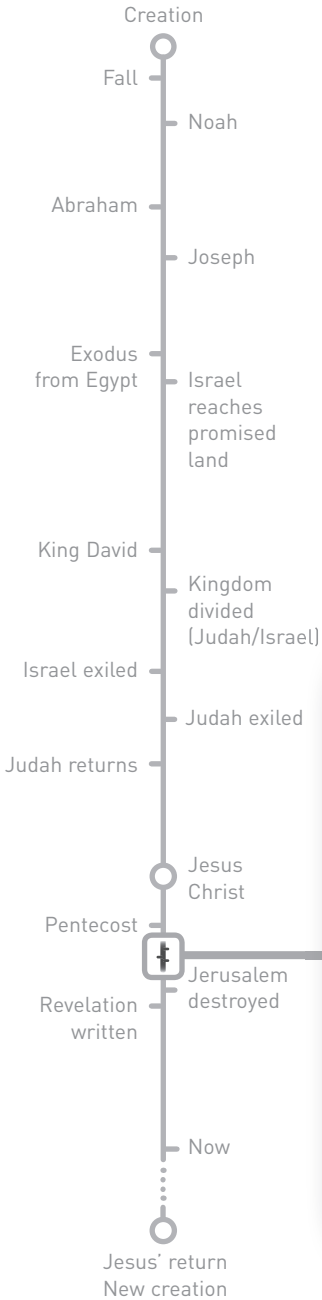 Creation
Fall
Noah
Abraham
Joseph
Exodus
from Egypt
Israel
reaches
promised
land
King David
Kingdom
divided
(Judah/Israel)
Israel exiled
Judah exiled
Judah returns
Jesus
Christ
Pentecost
Jerusalem
destroyed
Revelation
written
Now
Jesus’ return
New creation